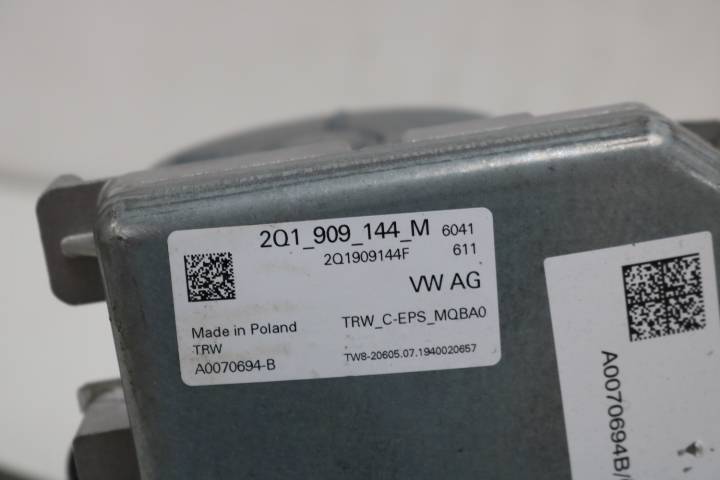 2Q1_909_144_M 6041
2Q1909144F 611
VW AG
Made in Poland TRW_C-EPS_MQBA0
TRW
A0070694-B TW8-20605.07.1940020657
A0070694B/